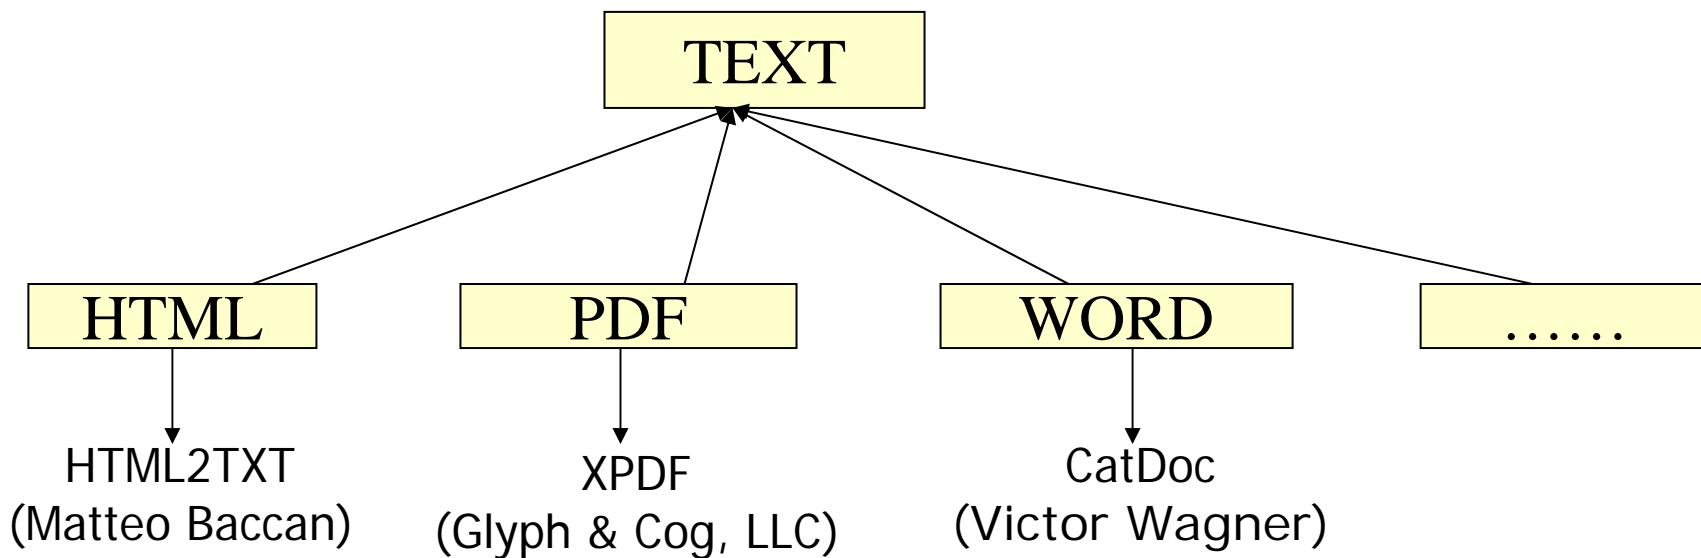 TEXT
HTML
PDF
WORD
......
HTML2TXT
(Matteo Baccan)
XPDF
(Glyph & Cog, LLC)
CatDoc
(Victor Wagner)